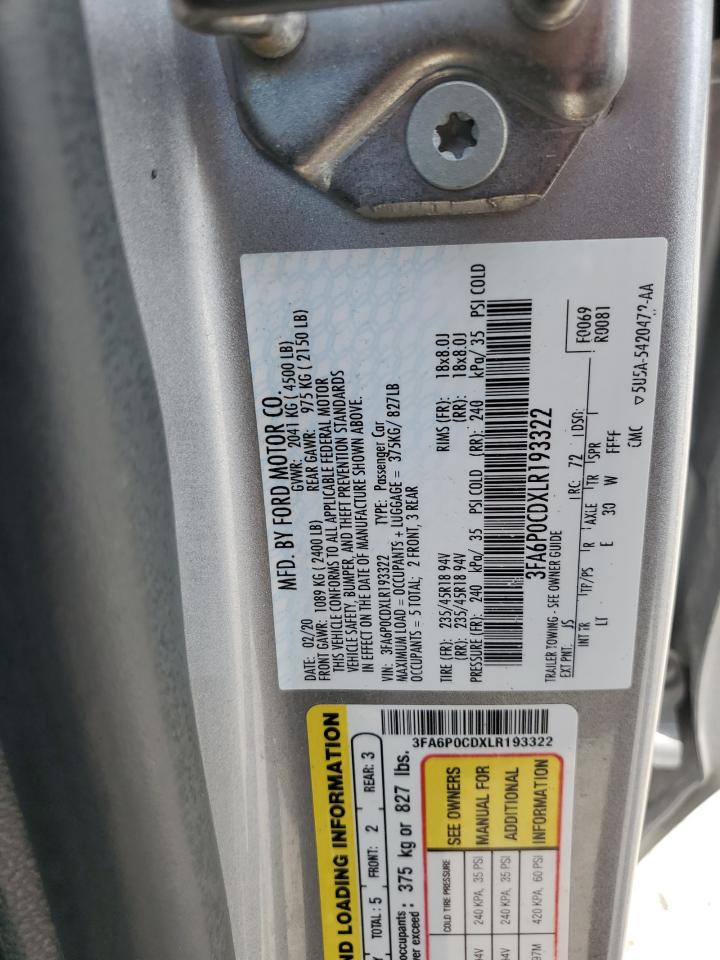 MFD. BY FORD MOTOR CO.
DATE: 02/20 GVWR: 2041 KG ( 4500 LB)
FRONT GAWR: 1089 KG ( 2400 LB) REAR GAWR: 975 KG ( 2150 LB)
THIS VEHICLE CONFORMS TO ALL APPLICABLE FEDERAL MOTOR
VEHICLE SAFETY, BUMPER, AND THEFT PREVENTION STANDARDS
IN EFFECT ON THE DATE OF MANUFACTURE SHOWN ABOVE.
VIN: 3FA6P0CDXLR193322 TYPE: Passenger Car
MAXIMUM LOAD = OCCUPANTS + LUGGAGE = 375KG/ 827LB
OCCUPANTS = 5 TOTAL; 2 FRONT, 3 REAR
TIRE (FR): 235/45R18 94V RIMS (FR): 18x8.0J
(RR): 235/45R18 94V (RR): 18x8.0J
PRESSURE (FR): 240 kPa/ 35 PSI COLD (RR): 240 kPa/ 35 PSI COLD
3FA6P0CDXLR193322
TRAILER TOWING - SEE OWNER GUIDE
EXT PNT: JS RC: 72 DSO: F0069
INT TR TP/PS R AXLE TR SPR R0081
LT E 30 W FFFF
CMC 5U5A-5420472-AA
ND LOADING INFORMATION
TOTAL: 5 FRONT: 2 REAR: 3
occupants: 375 kg or 827 lbs.
ver exceed:
3FA6P0CDXLR193322
COLD TIRE PRESSURE SEE OWNERS
94V 240 KPA, 35 PSI MANUAL FOR
94V 240 KPA, 35 PSI ADDITIONAL
97M 420 KPA, 60 PSI INFORMATION